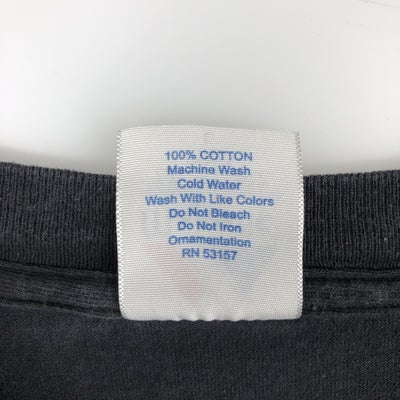 100% COTTON
Machine Wash
Cold Water
Wash With Like Colors
Do Not Bleach
Do Not Iron
Ornamentation
RN 53157